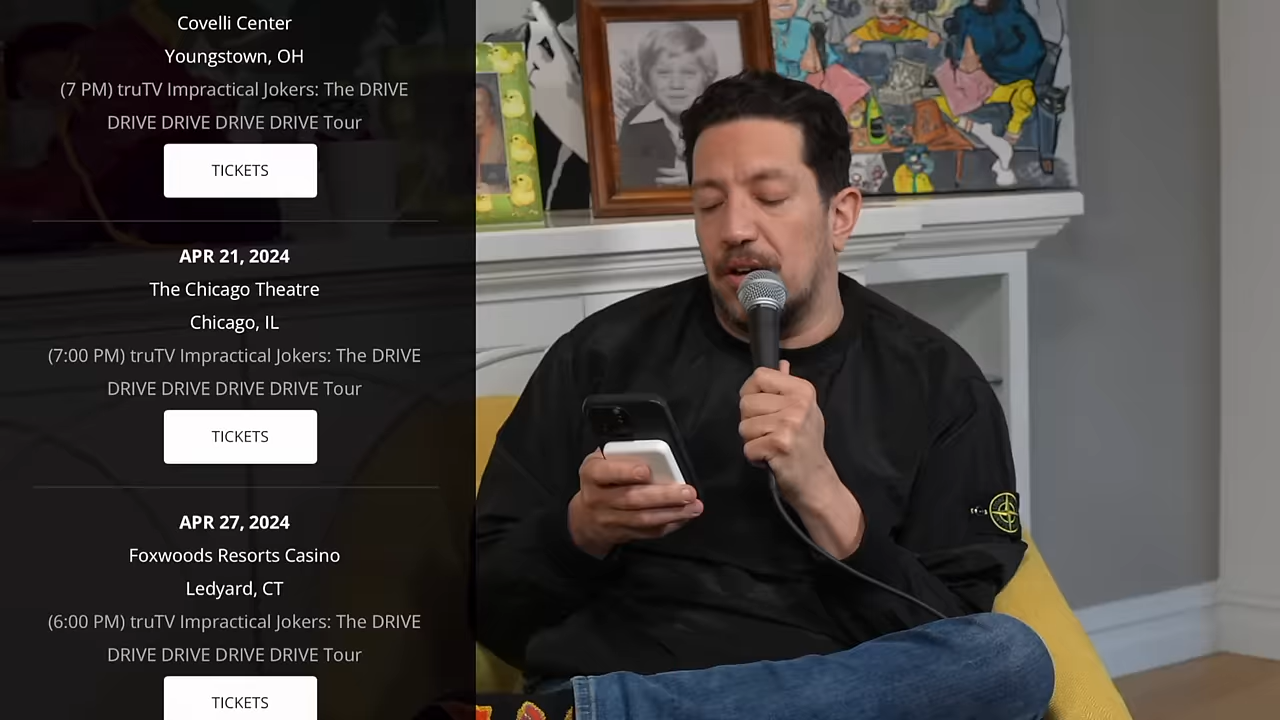 Covelli Center
Youngstown, OH
(7 PM) truTV Impractical Jokers: The DRIVE
DRIVE DRIVE DRIVE DRIVE Tour
TICKETS
APR 21, 2024
The Chicago Theatre
Chicago, IL
(7:00 PM) truTV Impractical Jokers: The DRIVE
DRIVE DRIVE DRIVE DRIVE Tour
TICKETS
APR 27, 2024
Foxwoods Resorts Casino
Ledyard, CT
(6:00 PM) truTV Impractical Jokers: The DRIVE
DRIVE DRIVE DRIVE DRIVE Tour
TICKETS